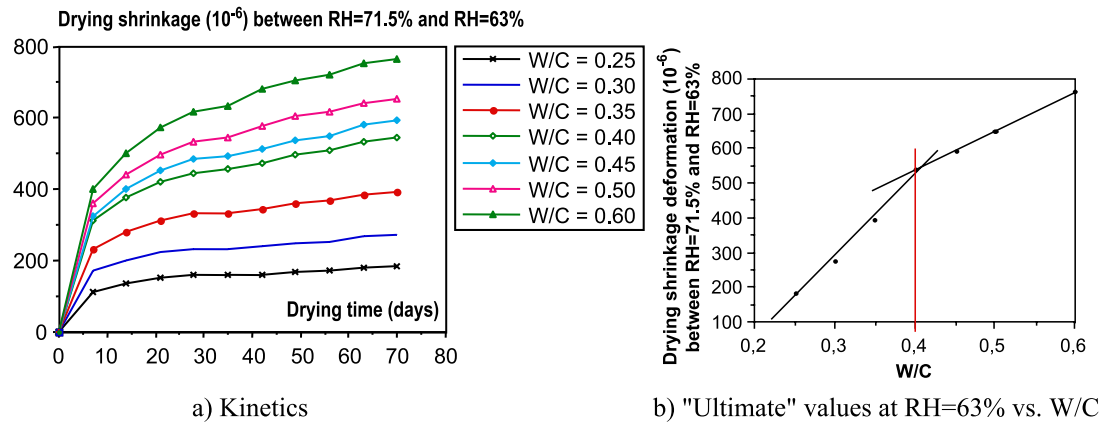 Drying shrinkage (10-6) between RH=71.5% and RH=63%
800
600
400
200
0
0 10 20 30 40 50 60 70 80
Drying time (days)
W/C = 0.25
W/C = 0.30
W/C = 0.35
W/C = 0.40
W/C = 0.45
W/C = 0.50
W/C = 0.60
a) Kinetics
Drying shrinkage deformation (10-6)
between RH=71.5% and RH=63%
800
700
600
500
400
300
200
100
0,2 0,3 0,4 0,5 0,6
W/C
b) "Ultimate" values at RH=63% vs. W/C